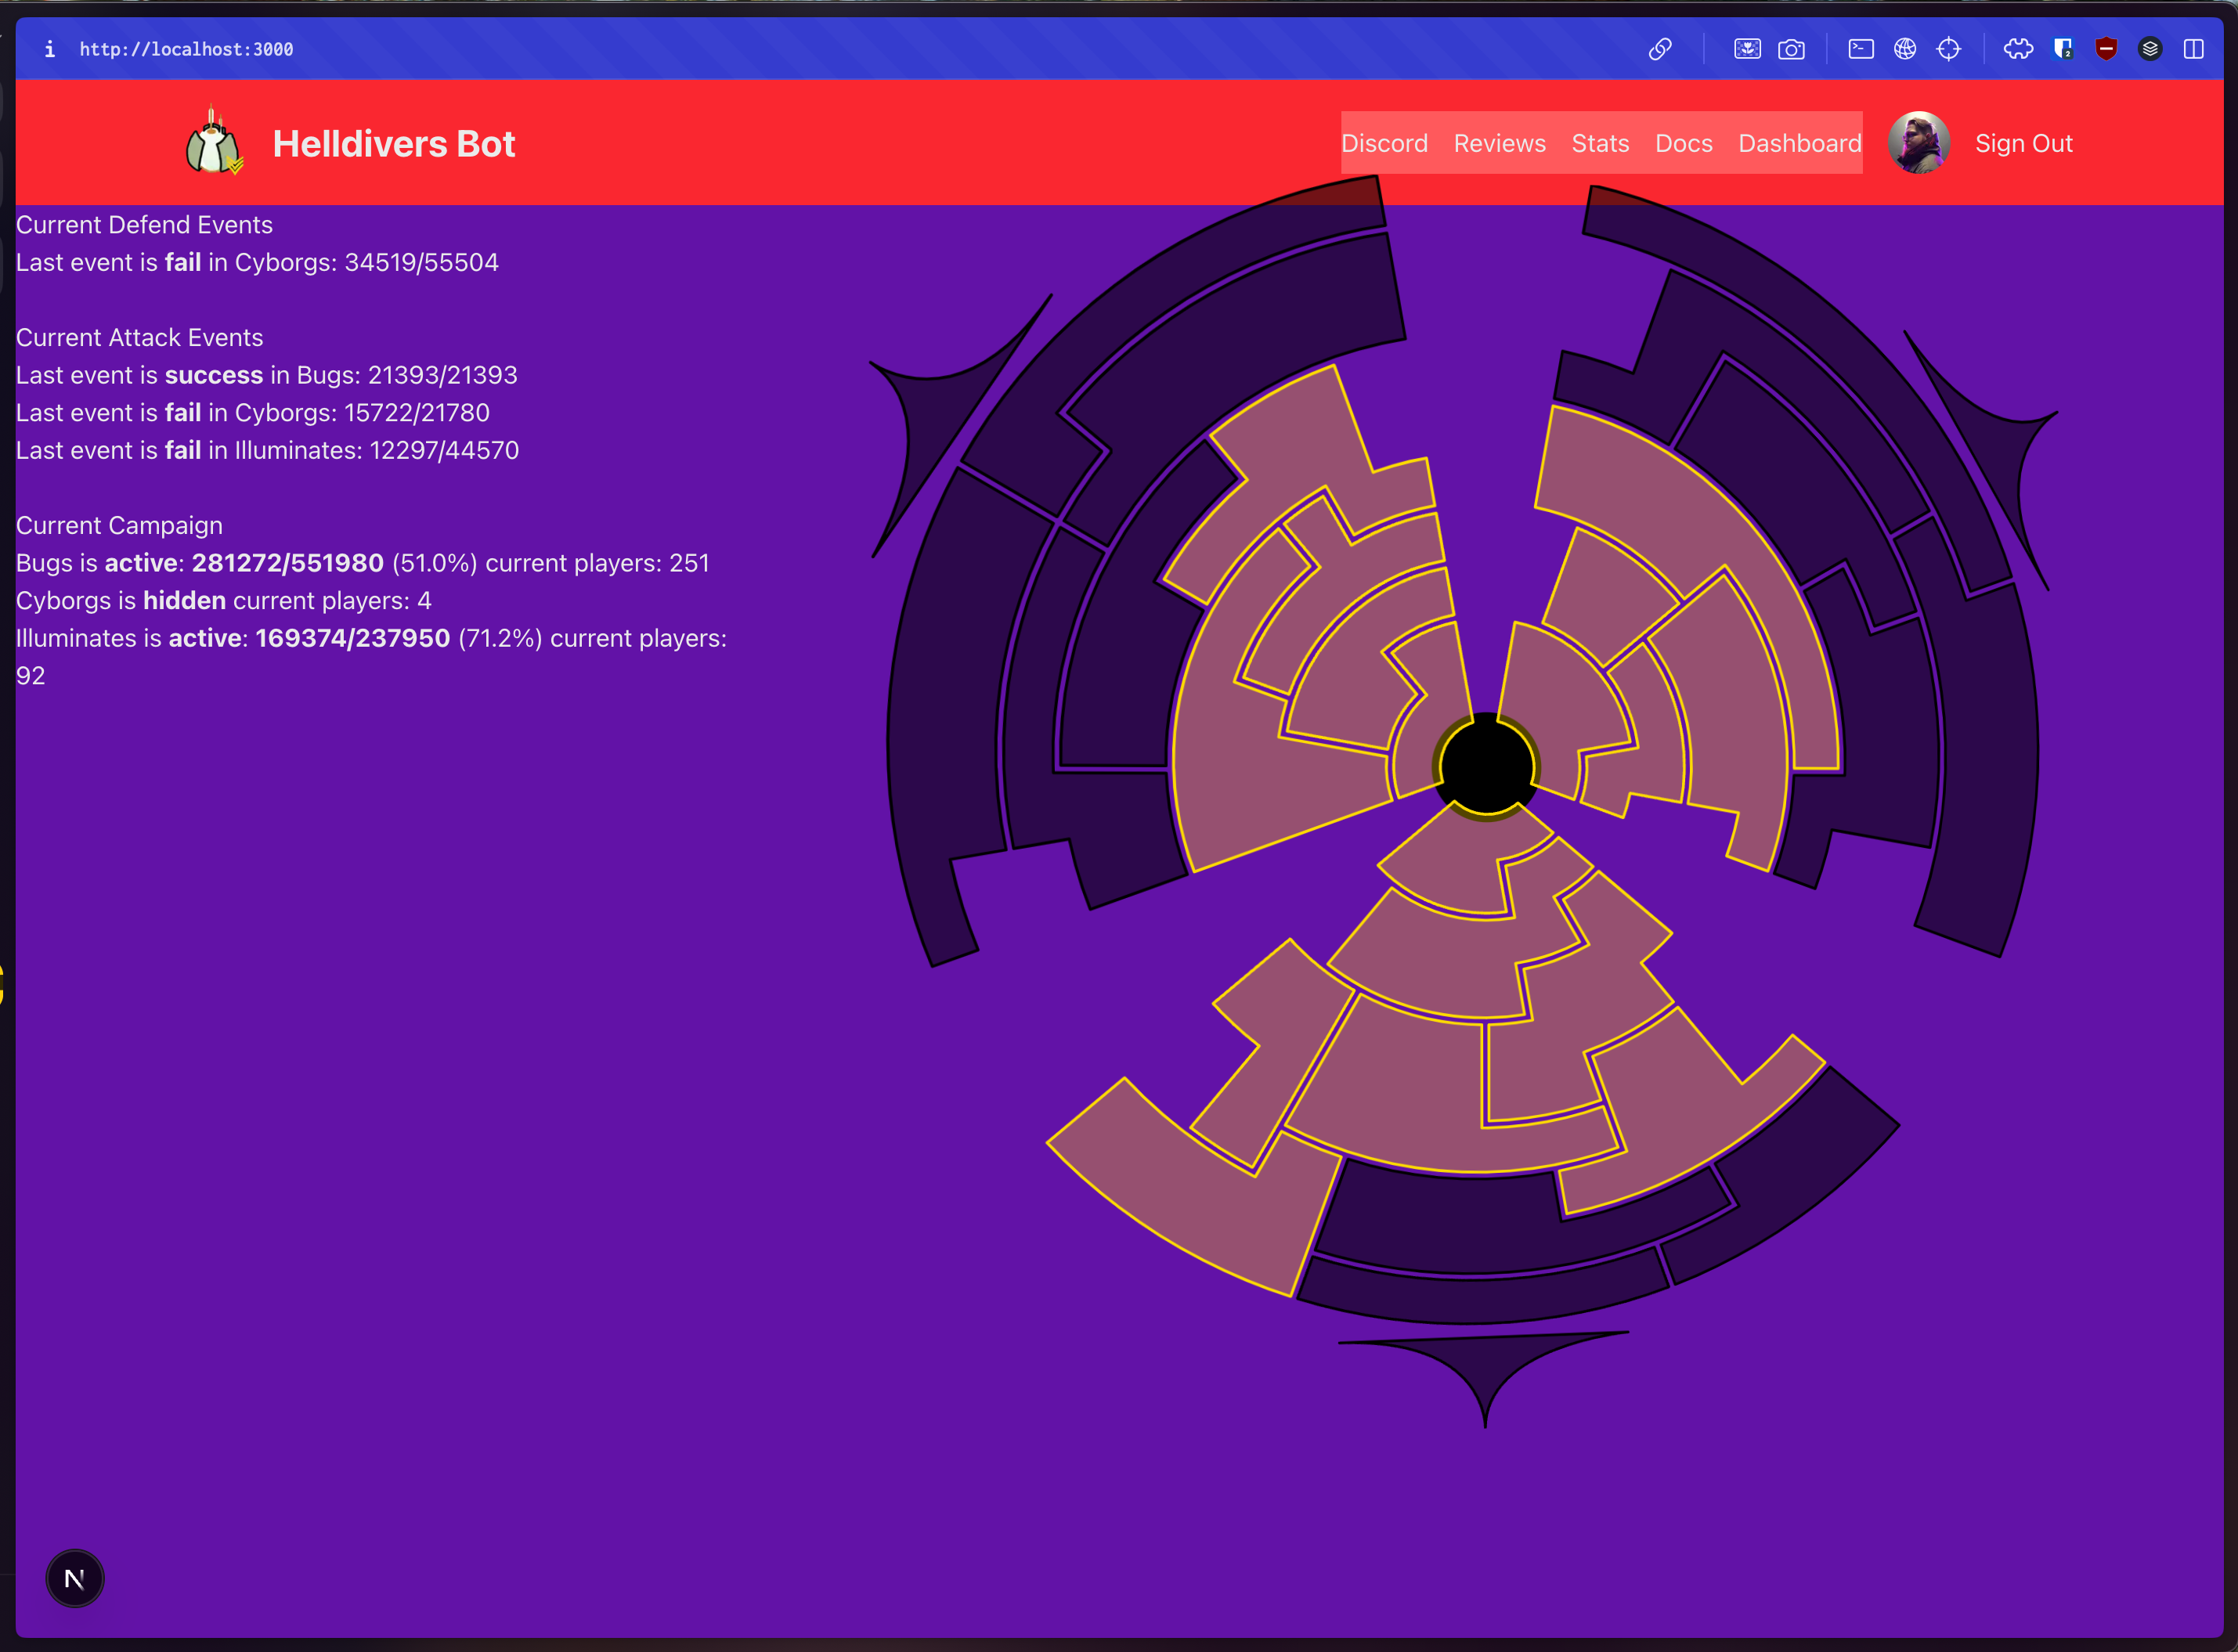 http://localhost:3000
2
Helldivers Bot
Discord Reviews Stats Docs Dashboard Sign Out
Current Defend Events
Last event is fail in Cyborgs: 34519/55504
Current Attack Events
Last event is success in Bugs: 21393/21393
Last event is fail in Cyborgs: 15722/21780
Last event is fail in Illuminates: 12297/44570
Current Campaign
Bugs is active: 281272/551980 (51.0%) current players: 251
Cyborgs is hidden current players: 4
Illuminates is active: 169374/237950 (71.2%) current players:
92
N